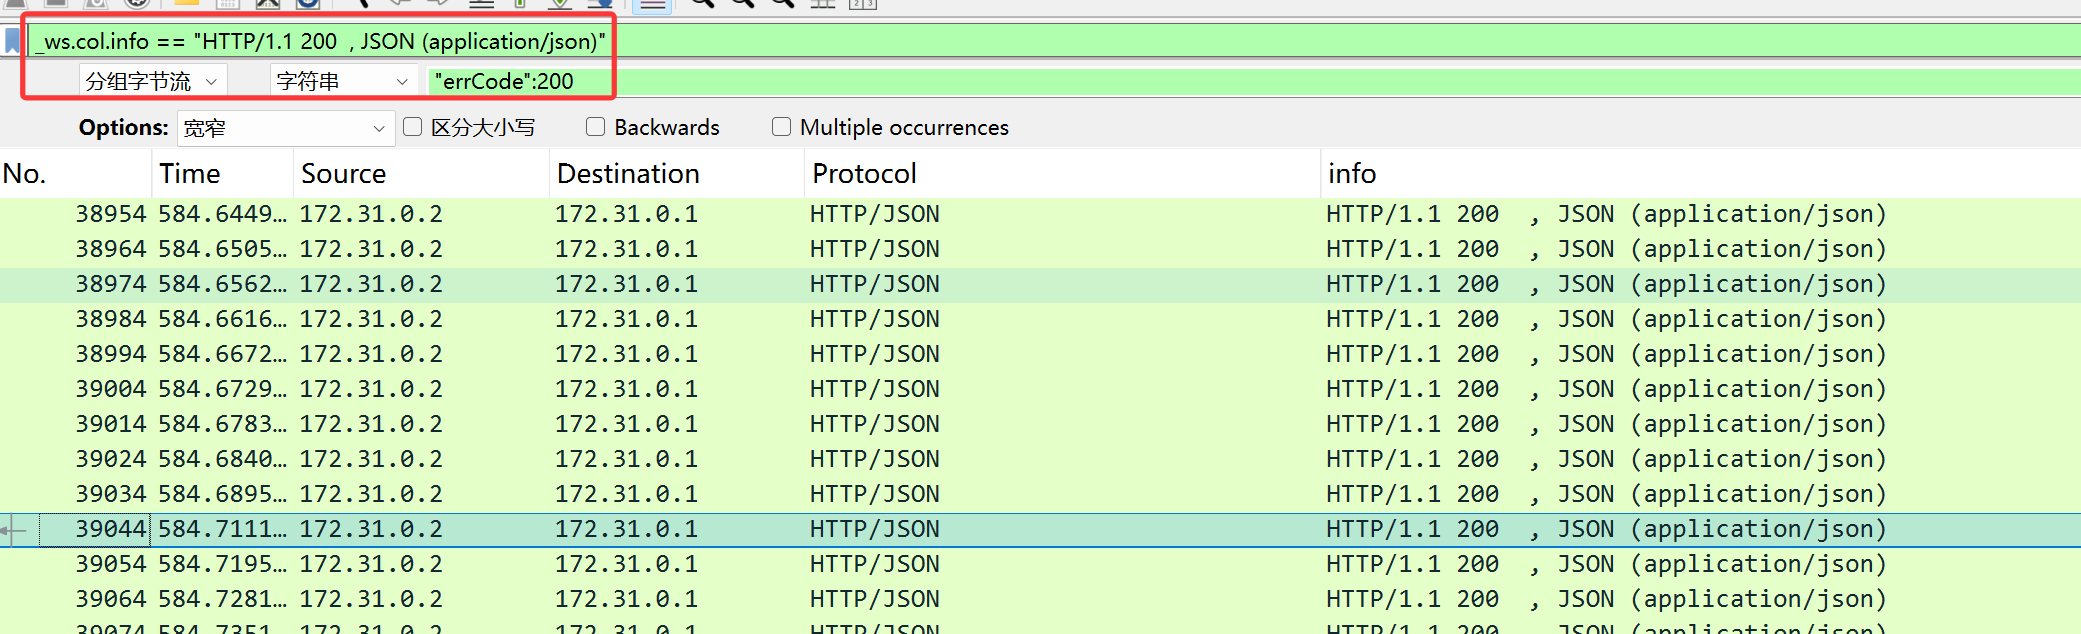 _ws.col.info == "HTTP/1.1 200  , JSON (application/json)"
分组字节流 字符串 "errCode":200
Options: 宽窄 区分大小写 Backwards Multiple occurrences
No. Time Source Destination Protocol info
38954 584.6449… 172.31.0.2 172.31.0.1 HTTP/JSON HTTP/1.1 200  , JSON (application/json)
38964 584.6505… 172.31.0.2 172.31.0.1 HTTP/JSON HTTP/1.1 200  , JSON (application/json)
38974 584.6562… 172.31.0.2 172.31.0.1 HTTP/JSON HTTP/1.1 200  , JSON (application/json)
38984 584.6616… 172.31.0.2 172.31.0.1 HTTP/JSON HTTP/1.1 200  , JSON (application/json)
38994 584.6672… 172.31.0.2 172.31.0.1 HTTP/JSON HTTP/1.1 200  , JSON (application/json)
39004 584.6729… 172.31.0.2 172.31.0.1 HTTP/JSON HTTP/1.1 200  , JSON (application/json)
39014 584.6783… 172.31.0.2 172.31.0.1 HTTP/JSON HTTP/1.1 200  , JSON (application/json)
39024 584.6840… 172.31.0.2 172.31.0.1 HTTP/JSON HTTP/1.1 200  , JSON (application/json)
39034 584.6895… 172.31.0.2 172.31.0.1 HTTP/JSON HTTP/1.1 200  , JSON (application/json)
39044 584.7111… 172.31.0.2 172.31.0.1 HTTP/JSON HTTP/1.1 200  , JSON (application/json)
39054 584.7195… 172.31.0.2 172.31.0.1 HTTP/JSON HTTP/1.1 200  , JSON (application/json)
39064 584.7281… 172.31.0.2 172.31.0.1 HTTP/JSON HTTP/1.1 200  , JSON (application/json)
39074 584.7351 172.31.0.2 172.31.0.1 HTTP/JSON HTTP/1.1 200  , JSON (application/json)